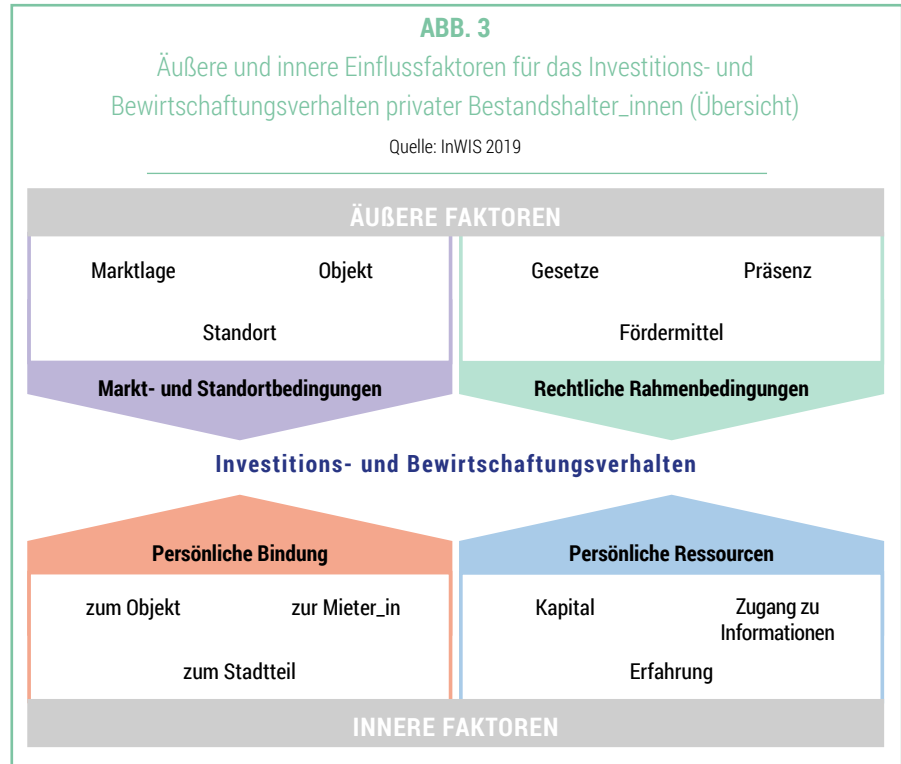 ABB. 3
Äußere und innere Einflussfaktoren für das Investitions- und
Bewirtschaftungsverhalten privater Bestandshalter_innen (Übersicht)
Quelle: InWIS 2019
ÄUßERE FAKTOREN
Marktlage Objekt
Standort
Markt- und Standortbedingungen
Gesetze Präsenz
Fördermittel
Rechtliche Rahmenbedingungen
Investitions- und Bewirtschaftungsverhalten
Persönliche Bindung
zum Objekt zur Mieter_in
zum Stadtteil
Persönliche Ressourcen
Kapital Zugang zu
Informationen
Erfahrung
INNERE FAKTOREN